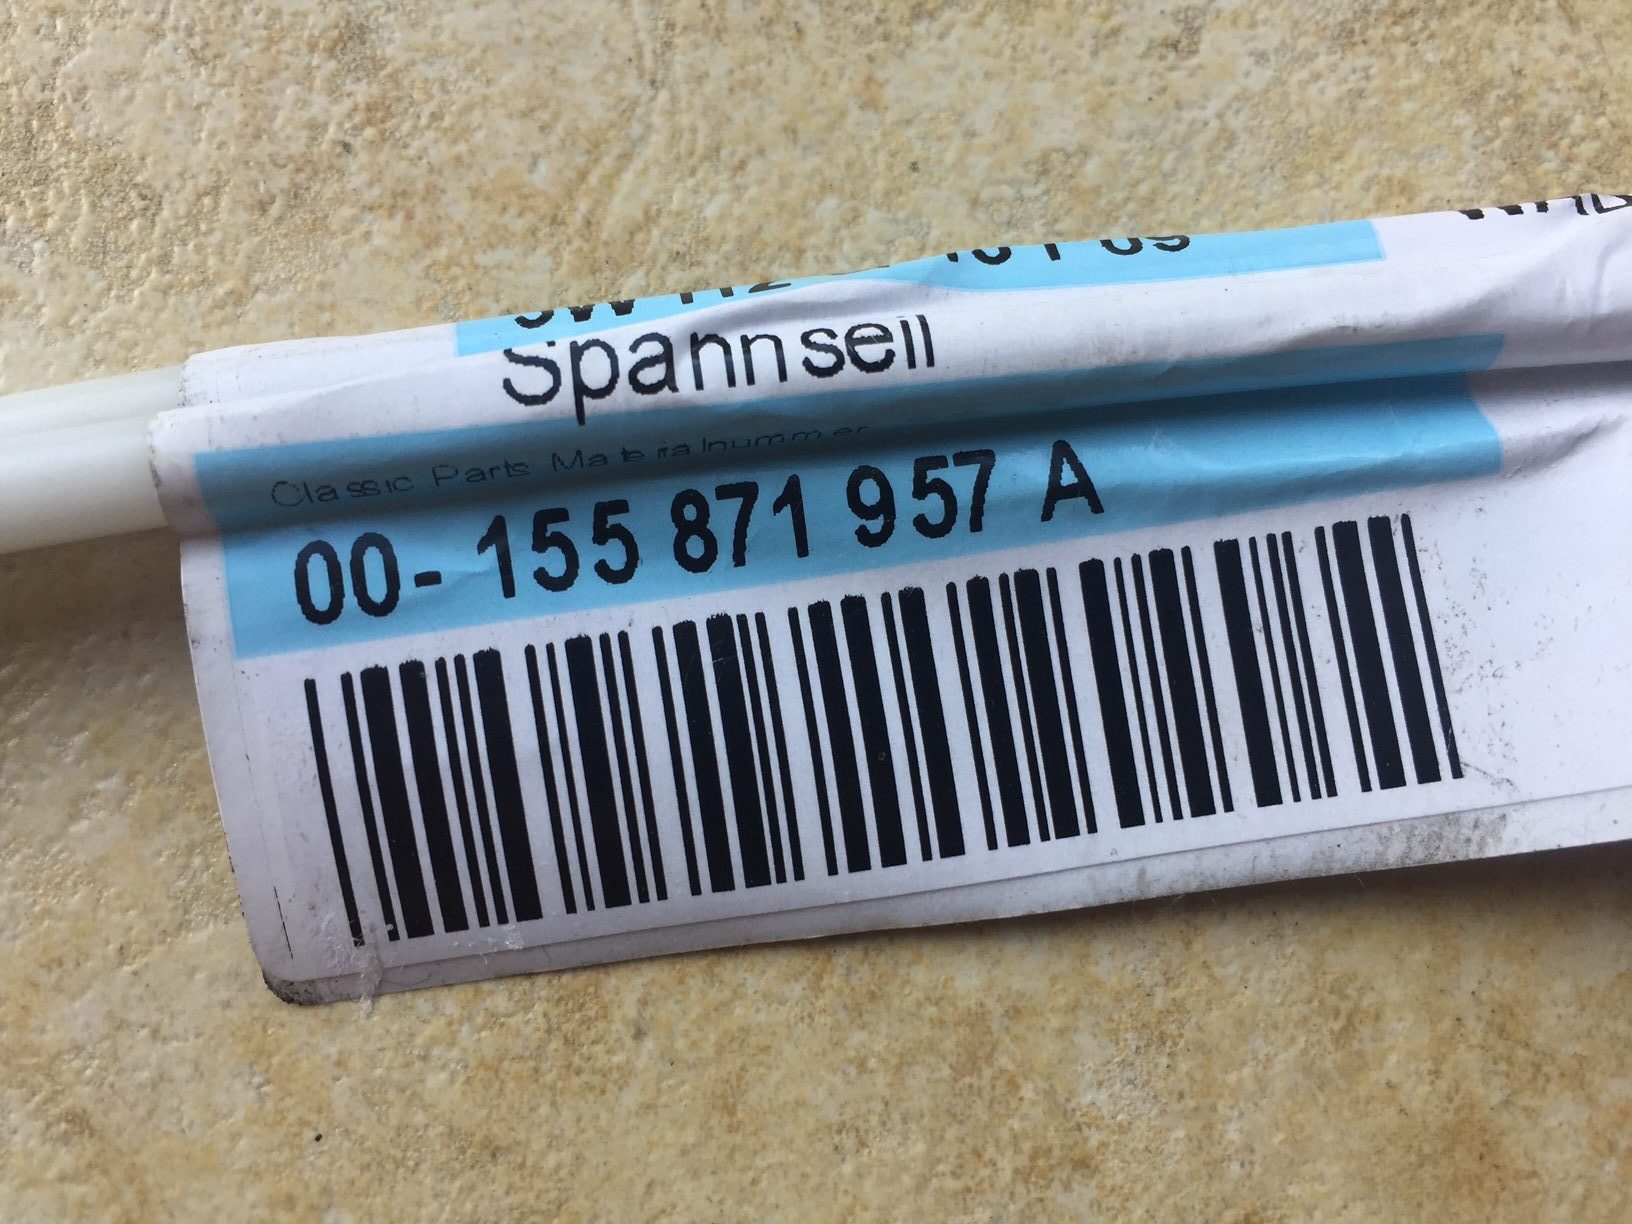 Spannseil
Classic Parts Materialnummer
00- 155 871 957 A